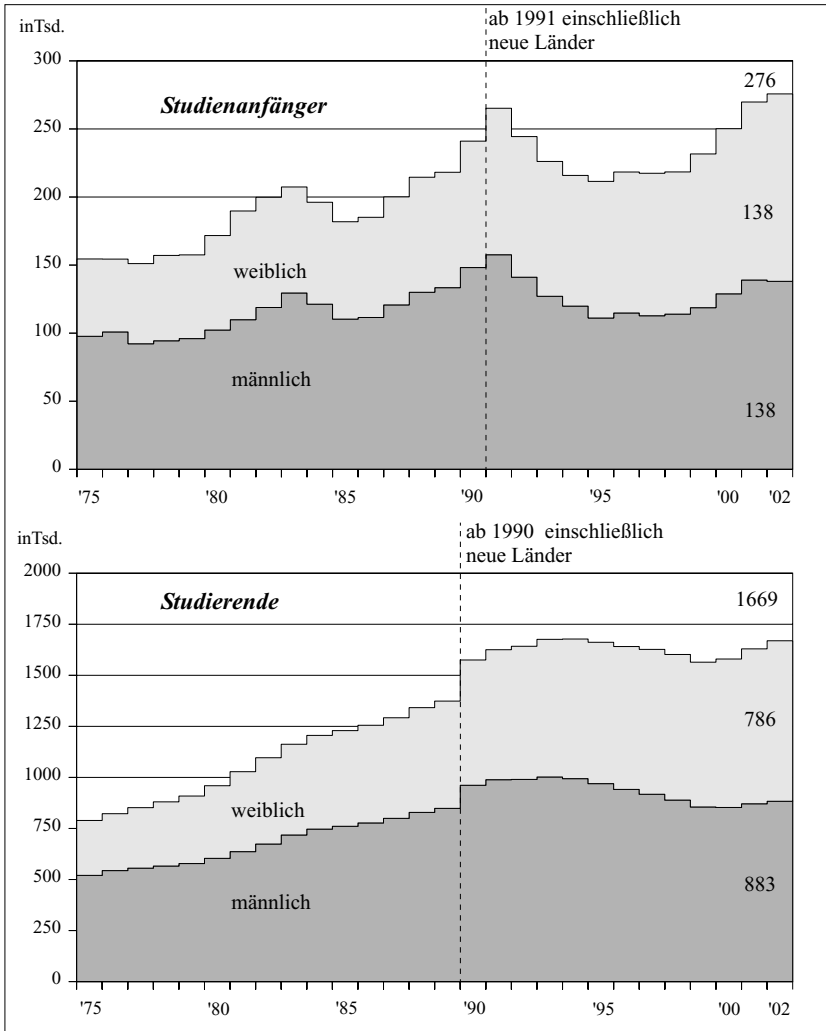 ab 1991 einschließlich
neue Länder
inTsd.
300
276
Studienanfänger
250
200
138
weiblich
150
100
männlich
50
138
0
'75 '80 '85 '90 '95 '00 '02
ab 1990 einschließlich
neue Länder
inTsd.
2000
Studierende
1669
1750
1500
1250
786
1000
weiblich
750
500
883
männlich
250
0
'75 '80 '85 '90 '95 '00 '02